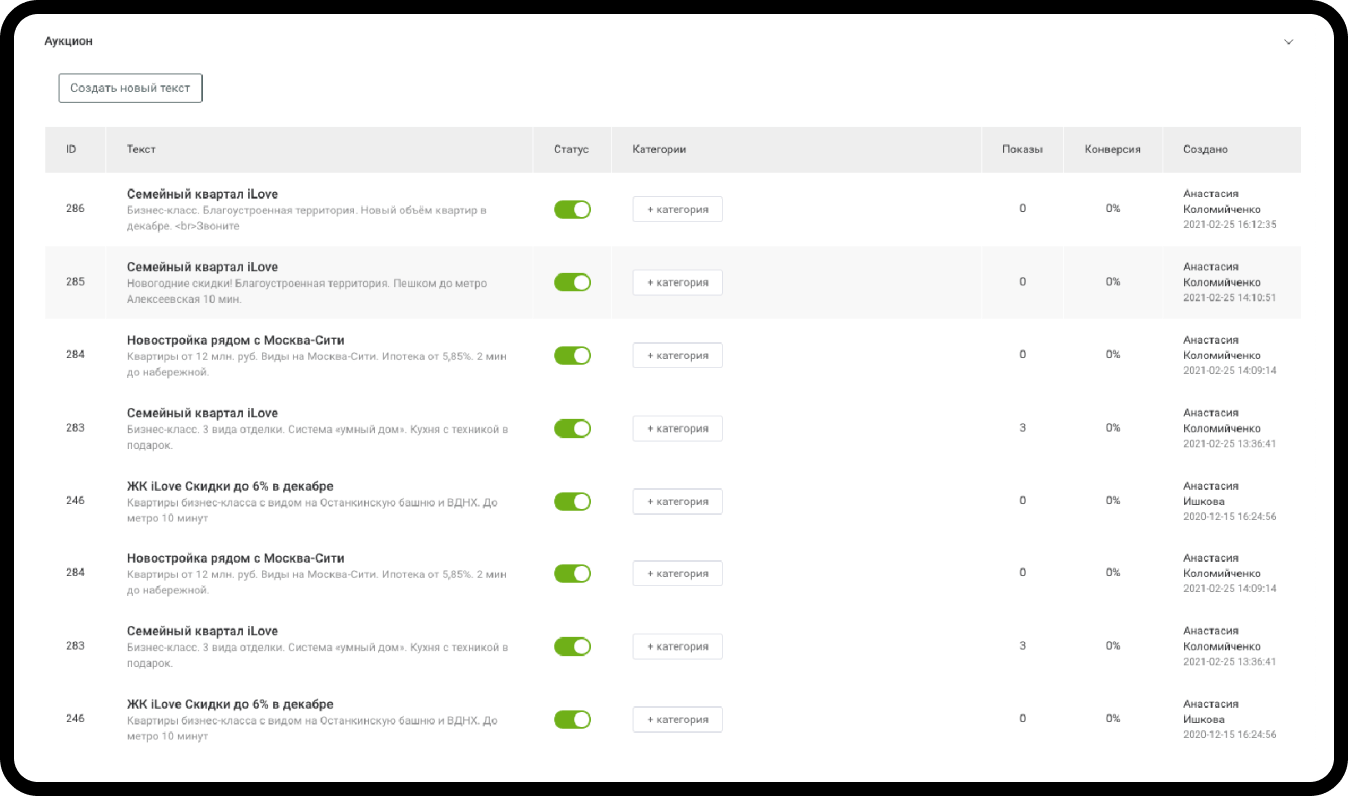 Аукцион
Создать новый текст
ID Текст Статус Категории Показы Конверсия Создано
Семейный квартал iLove Анастасия
286 Бизнес-класс. Благоустроенная территория. Новый объём квартир в + категория 0 0% Коломийченко
декабре. <br>Звоните 2021-02-25 16:12:35
Семейный квартал iLove Анастасия
285 Новогодние скидки! Благоустроенная территория. Пешком до метро + категория 0 0% Коломийченко
Алексеевская 10 мин. 2021-02-25 14:10:51
Новостройка рядом с Москва-Сити Анастасия
284 Квартиры от 12 млн. руб. Виды на Москва-Сити. Ипотека от 5,85%. 2 мин + категория 0 0% Коломийченко
до набережной. 2021-02-25 14:09:14
Семейный квартал iLove Анастасия
283 Бизнес-класс. 3 вида отделки. Система «умный дом». Кухня с техникой в + категория 3 0% Коломийченко
подарок. 2021-02-25 13:36:41
ЖК iLove Скидки до 6% в декабре Анастасия
246 Квартиры бизнес-класса с видом на Останкинскую башню и ВДНХ. До + категория 0 0% Ишкова
метро 10 минут 2020-12-15 16:24:56
Новостройка рядом с Москва-Сити Анастасия
284 Квартиры от 12 млн. руб. Виды на Москва-Сити. Ипотека от 5,85%. 2 мин + категория 0 0% Коломийченко
до набережной. 2021-02-25 14:09:14
Семейный квартал iLove Анастасия
283 Бизнес-класс. 3 вида отделки. Система «умный дом». Кухня с техникой в + категория 3 0% Коломийченко
подарок. 2021-02-25 13:36:41
ЖК iLove Скидки до 6% в декабре Анастасия
246 Квартиры бизнес-класса с видом на Останкинскую башню и ВДНХ. До + категория 0 0% Ишкова
метро 10 минут 2020-12-15 16:24:56